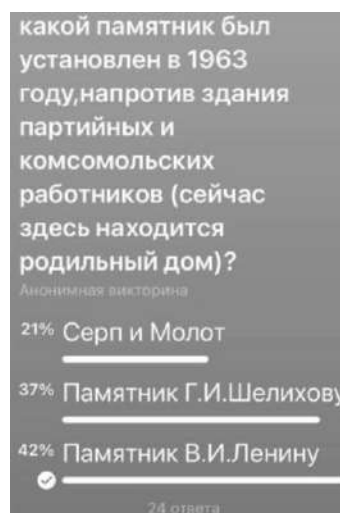 какой памятник был
установлен в 1963
году,напротив здания
партийных и
комсомольских
работников (сейчас
здесь находится
родильный дом)?
Анонимная викторина
21% Серп и Молот
37% Памятник Г.И.Шелихову
42% Памятник В.И.Ленину
24 ответа